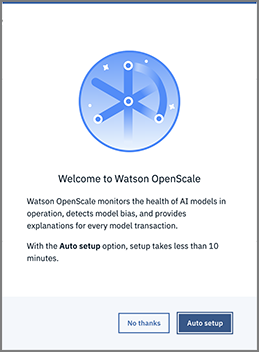 Welcome to Watson OpenScale
Watson OpenScale monitors the health of AI models in
operation, detects model bias, and provides
explanations for every model transaction.
With the Auto setup option, setup takes less than 10
minutes.
No thanks
Auto setup